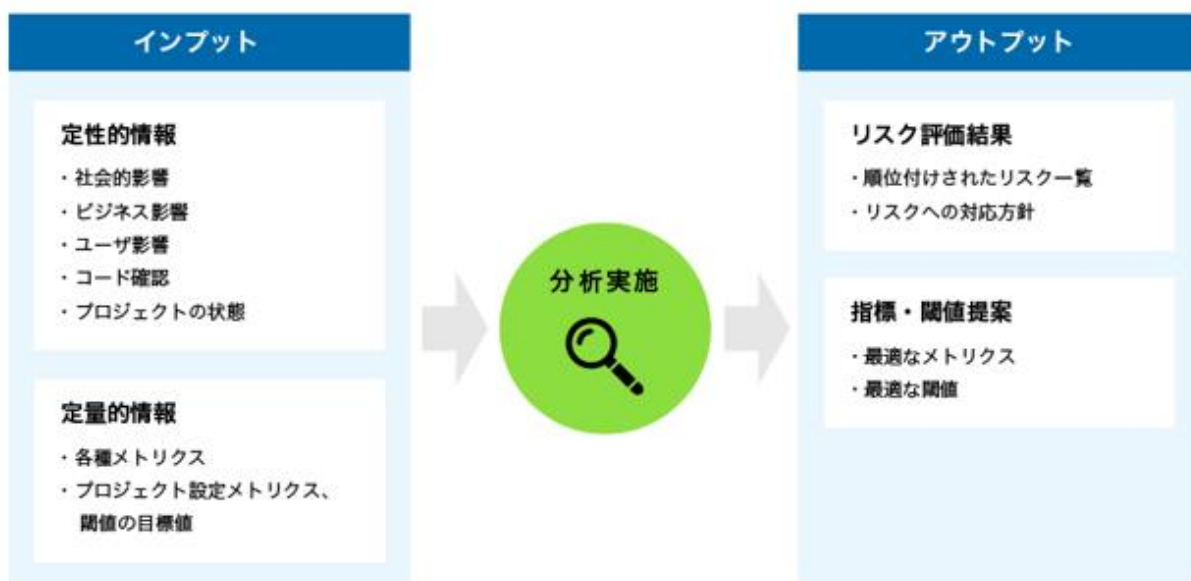 インプット
定性的情報
・社会的影響
・ビジネス影響
・ユーザ影響
・コード確認
・プロジェクトの状態
定量的情報
・各種メトリクス
・プロジェクト設定メトリクス、
閾値の目標値
分析実施
アウトプット
リスク評価結果
・順位付けされたリスク一覧
・リスクへの対応方針
指標・閾値提案
・最適なメトリクス
・最適な閾値